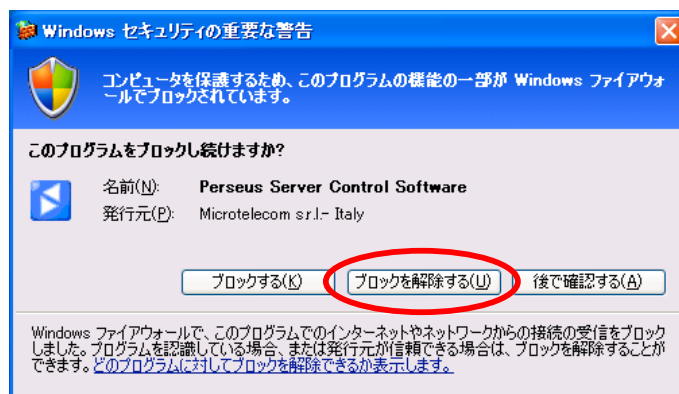 Windows セキュリティの重要な警告
コンピュータを保護するため、このプログラムの機能の一部が Windows ファイアウォ
ールでブロックされています。
このプログラムをブロックし続けますか?
名前(N): Perseus Server Control Software
発行元(P): Microtelecom s.r.l.- Italy
ブロックする(K) ブロックを解除する(U) 後で確認する(A)
Windows ファイアウォールで、このプログラムでのインターネットやネットワークからの接続の受信をブロック
しました。プログラムを認識している場合、または発行元が信頼できる場合は、ブロックを解除することが
できます。どのプログラムに対してブロックを解除できるか表示します。